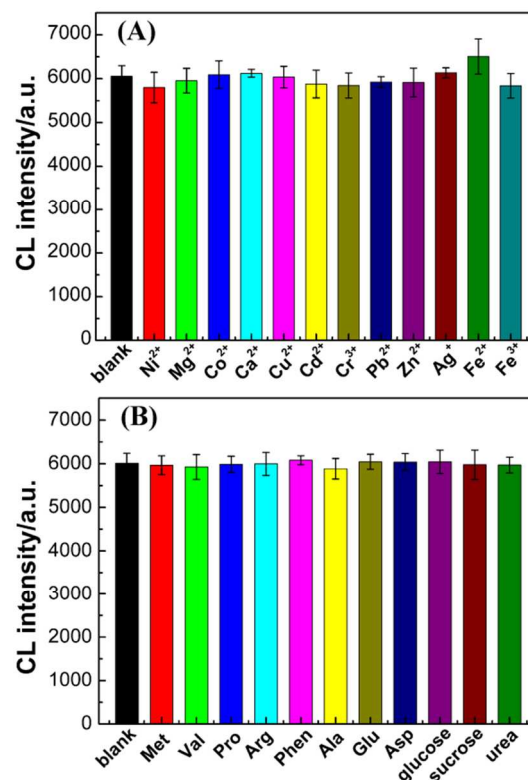 (A)
CL intensity/a.u.
7000
6000
5000
4000
3000
2000
1000
0
blank Ni²⁺ Mg²⁺ Co²⁺ Ca²⁺ Cu²⁺ Cd²⁺ Cr³⁺ Pb²⁺ Zn²⁺ Ag⁺ Fe²⁺ Fe³⁺
(B)
CL intensity/a.u.
7000
6000
5000
4000
3000
2000
1000
0
blank Met Val Pro Arg Phen Ala Glu Asp glucose sucrose urea